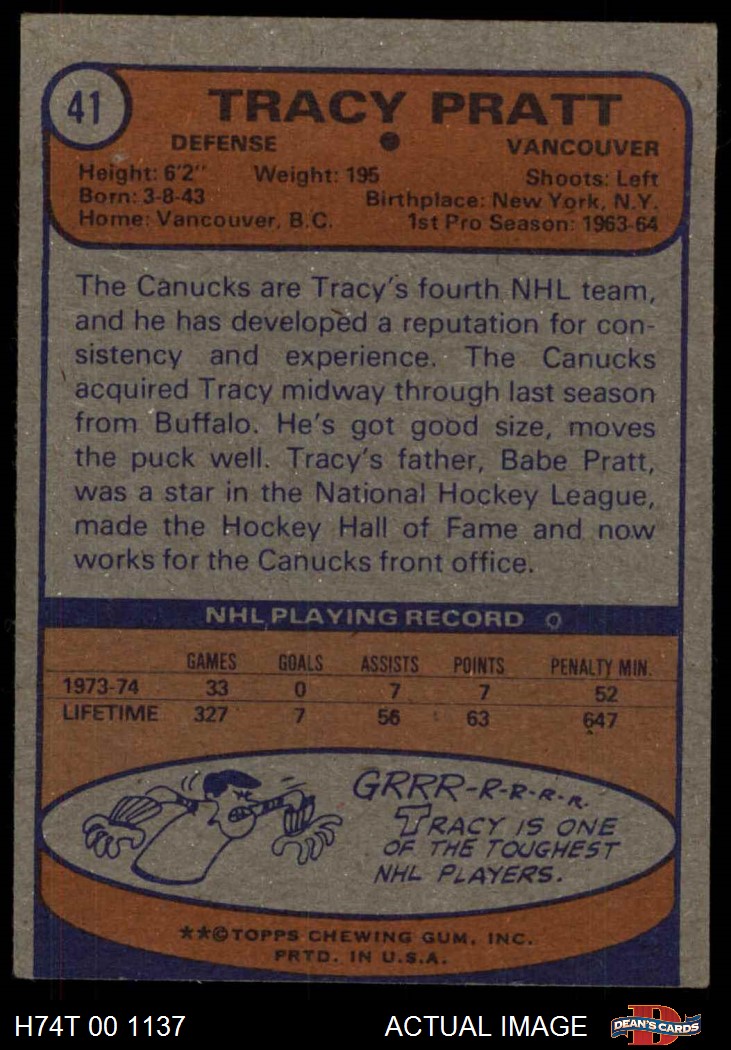 41
TRACY PRATT
DEFENSE VANCOUVER
Height: 6'2" Weight: 195 Shoots: Left
Born: 3-8-43 Birthplace: New York, N.Y.
Home: Vancouver, B.C. 1st Pro Season: 1963-64
The Canucks are Tracy's fourth NHL team,
and he has developed a reputation for con-
sistency and experience. The Canucks
acquired Tracy midway through last season
from Buffalo. He's got good size, moves
the puck well. Tracy's father, Babe Pratt,
was a star in the National Hockey League,
made the Hockey Hall of Fame and now
works for the Canucks front office.
NHL PLAYING RECORD
GAMES GOALS ASSISTS POINTS PENALTY MIN.
1973-74 33 0 7 7 52
LIFETIME 327 7 56 63 647
GRRR-R-R-R-R.
TRACY IS ONE
OF THE TOUGHEST
NHL PLAYERS.
**©TOPPS CHEWING GUM, INC.
PRTD. IN U.S.A.
H74T 00 1137 ACTUAL IMAGE D DEAN'S CARDS